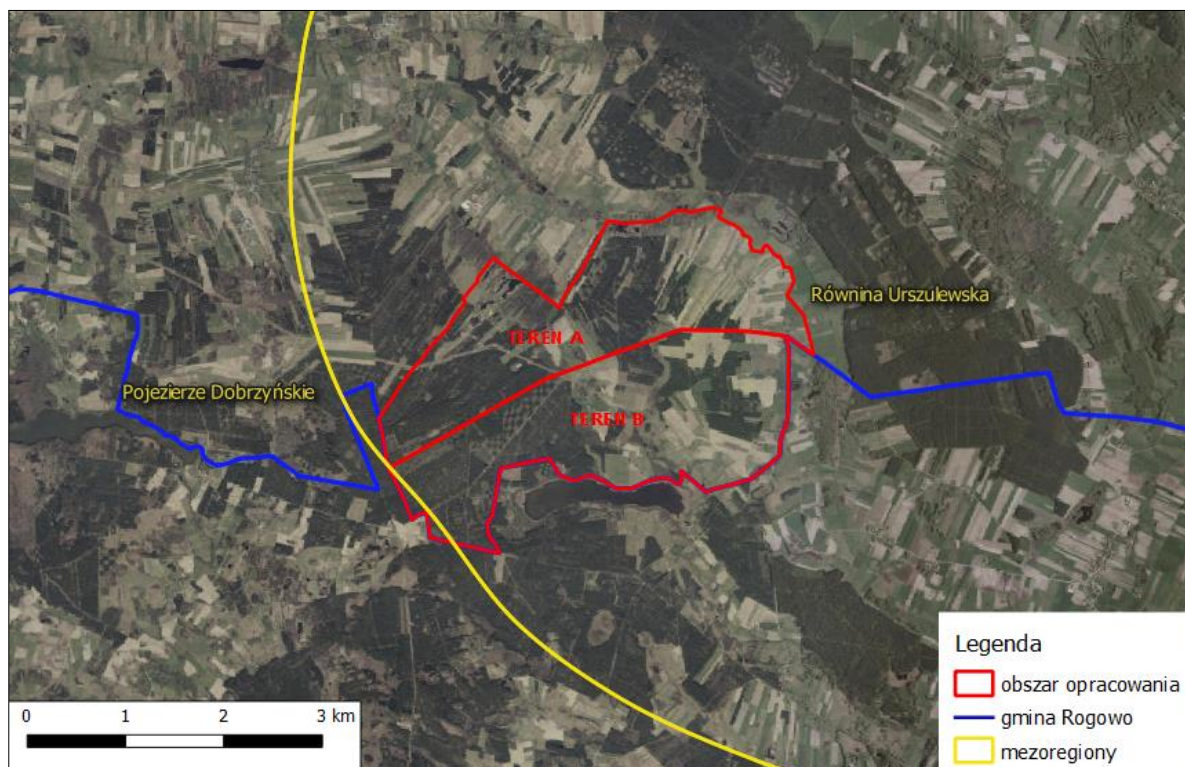 TEREN A
Równina Urszulewska
Pojezierze Dobrzyńskie
TEREN B
Legenda
obszar opracowania
gmina Rogowo
mezoregiony
0 1 2 3 km